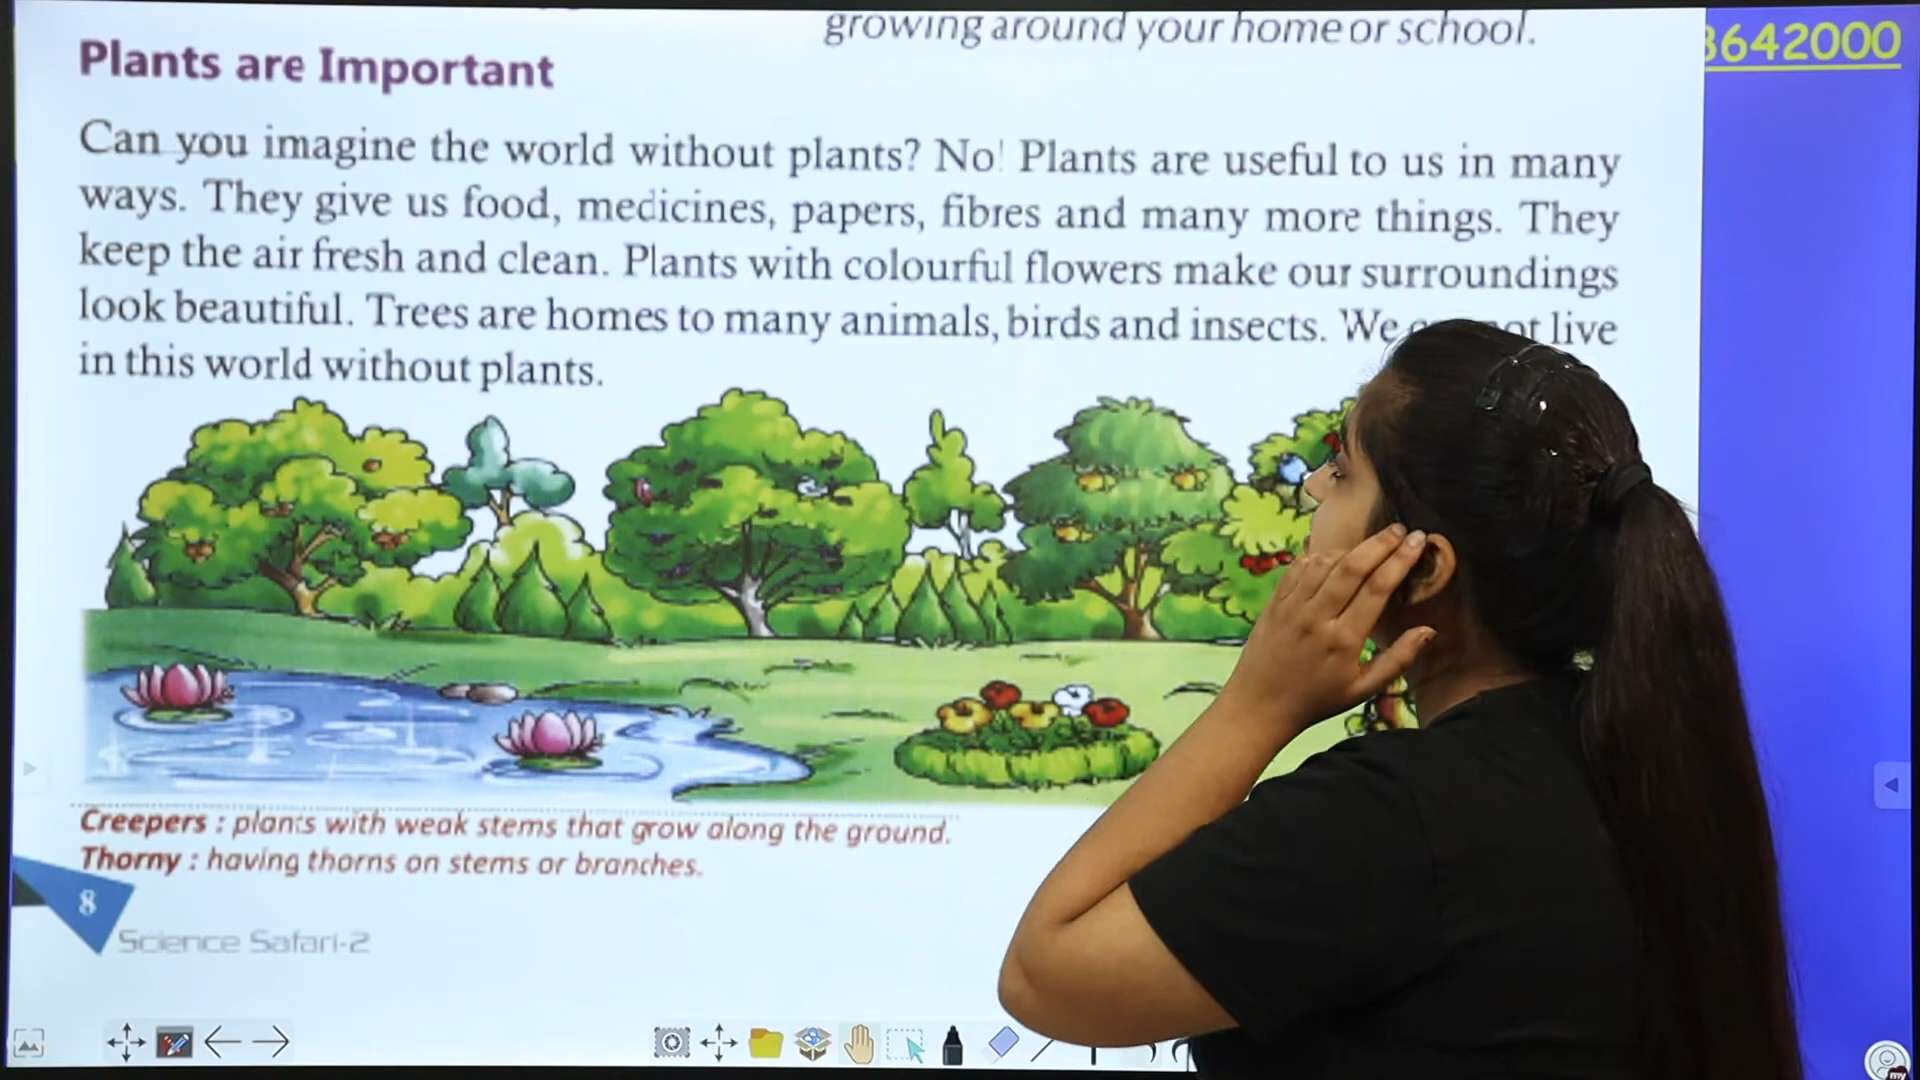 growing around your home or school.
3642000
Plants are Important
Can you imagine the world without plants? No! Plants are useful to us in many
ways. They give us food, medicines, papers, fibres and many more things. They
keep the air fresh and clean. Plants with colourful flowers make our surroundings
look beautiful. Trees are homes to many animals, birds and insects. We live
in this world without plants.
Creepers : plants with weak stems that grow along the ground.
Thorny : having thorns on stems or branches.
8
Science Safari-2
my